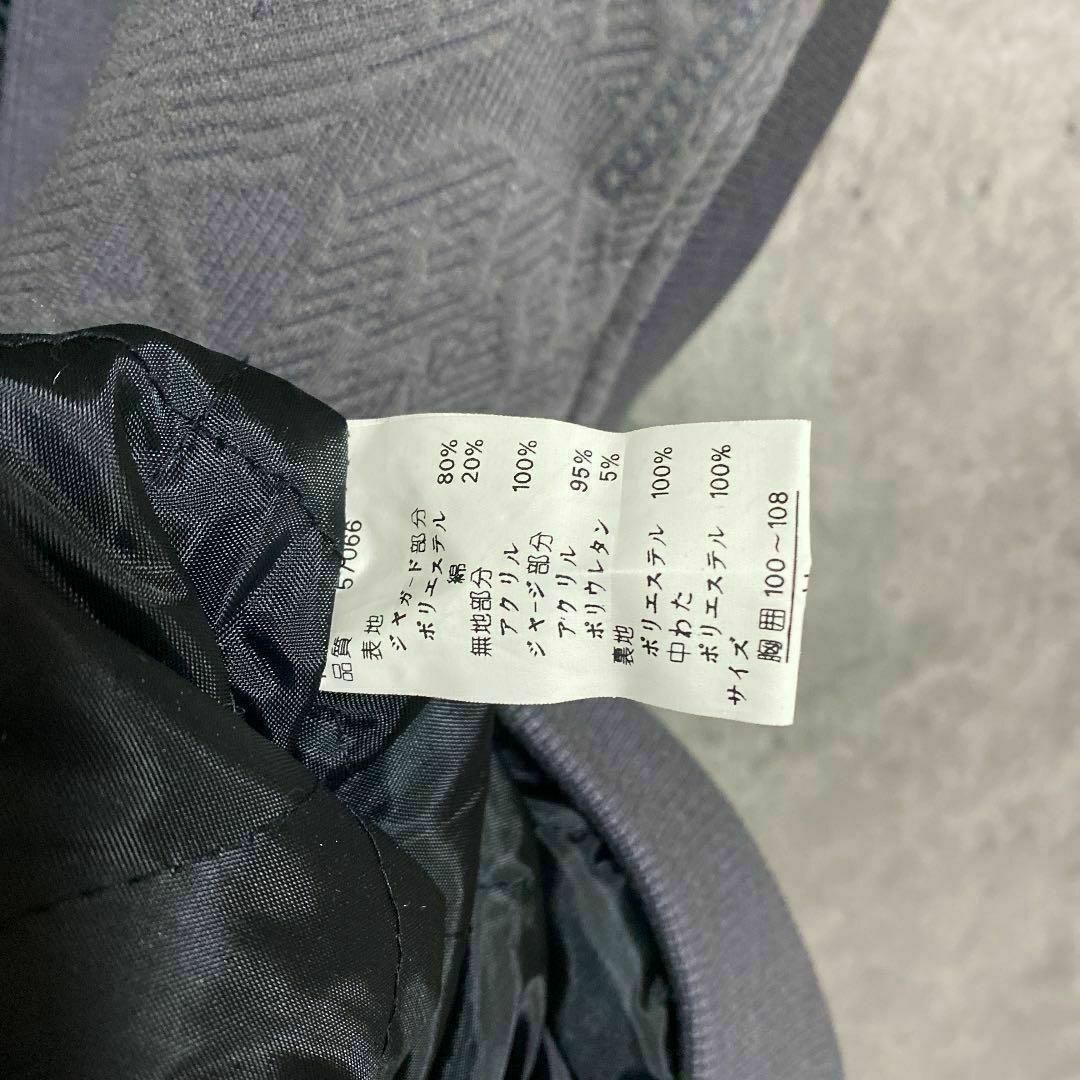 品質
表地
ジャガード部分
ポリエステル 80%
綿 20%
無地部分
アクリル 100%
ジャージ部分
アクリル 95%
ポリウレタン 5%
裏地
ポリエステル 100%
中わた
ポリエステル 100%
サイズ
胸囲 100~108